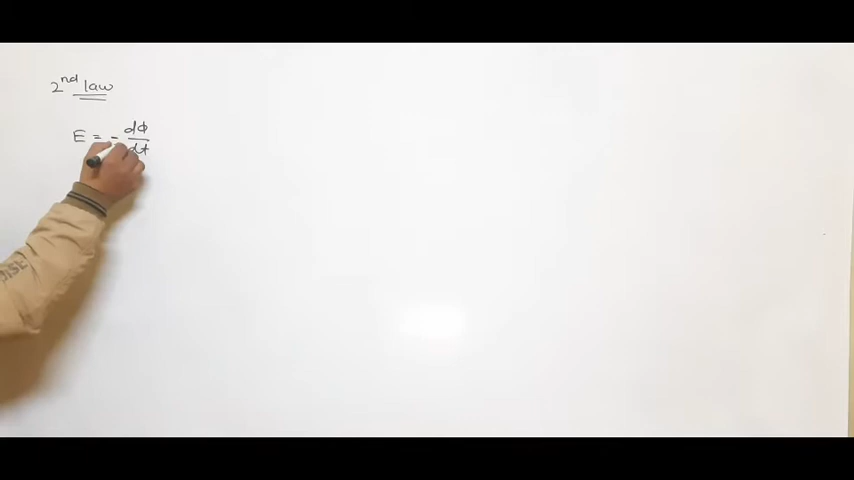 2nd law
E = - dϕ/dt